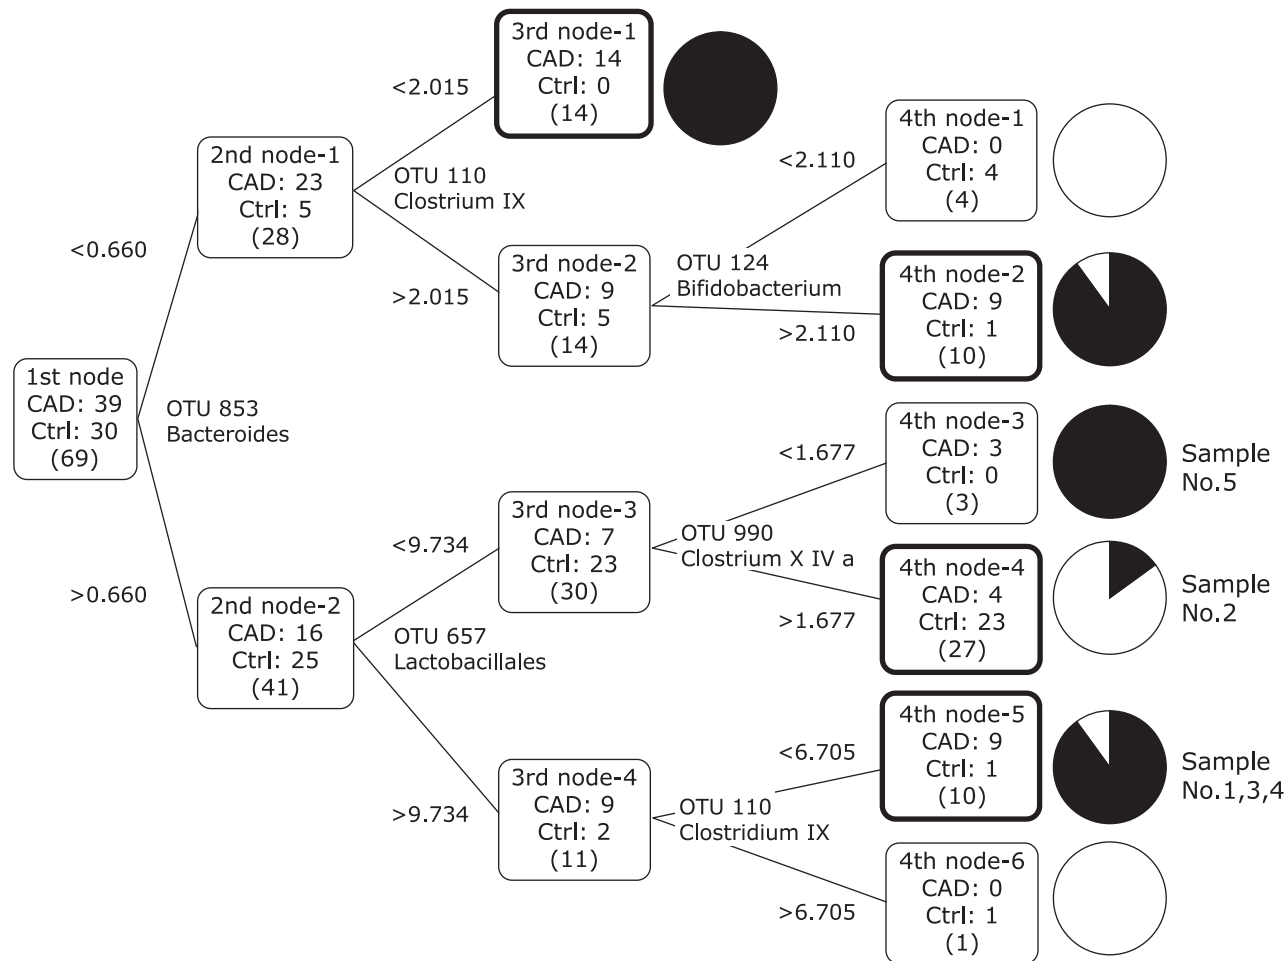 1st node
CAD: 39
Ctrl: 30
(69)
<0.660
>0.660
OTU 853
Bacteroides
2nd node-1
CAD: 23
Ctrl: 5
(28)
<2.015
>2.015
OTU 110
Clostrium IX
2nd node-2
CAD: 16
Ctrl: 25
(41)
<9.734
>9.734
OTU 657
Lactobacillales
3rd node-1
CAD: 14
Ctrl: 0
(14)
3rd node-2
CAD: 9
Ctrl: 5
(14)
<2.110
>2.110
OTU 124
Bifidobacterium
3rd node-3
CAD: 7
Ctrl: 23
(30)
<1.677
>1.677
OTU 990
Clostrium X IV a
3rd node-4
CAD: 9
Ctrl: 2
(11)
<6.705
>6.705
OTU 110
Clostridium IX
4th node-1
CAD: 0
Ctrl: 4
(4)
4th node-2
CAD: 9
Ctrl: 1
(10)
4th node-3
CAD: 3
Ctrl: 0
(3)
Sample
No.5
4th node-4
CAD: 4
Ctrl: 23
(27)
Sample
No.2
4th node-5
CAD: 9
Ctrl: 1
(10)
Sample
No.1,3,4
4th node-6
CAD: 0
Ctrl: 1
(1)